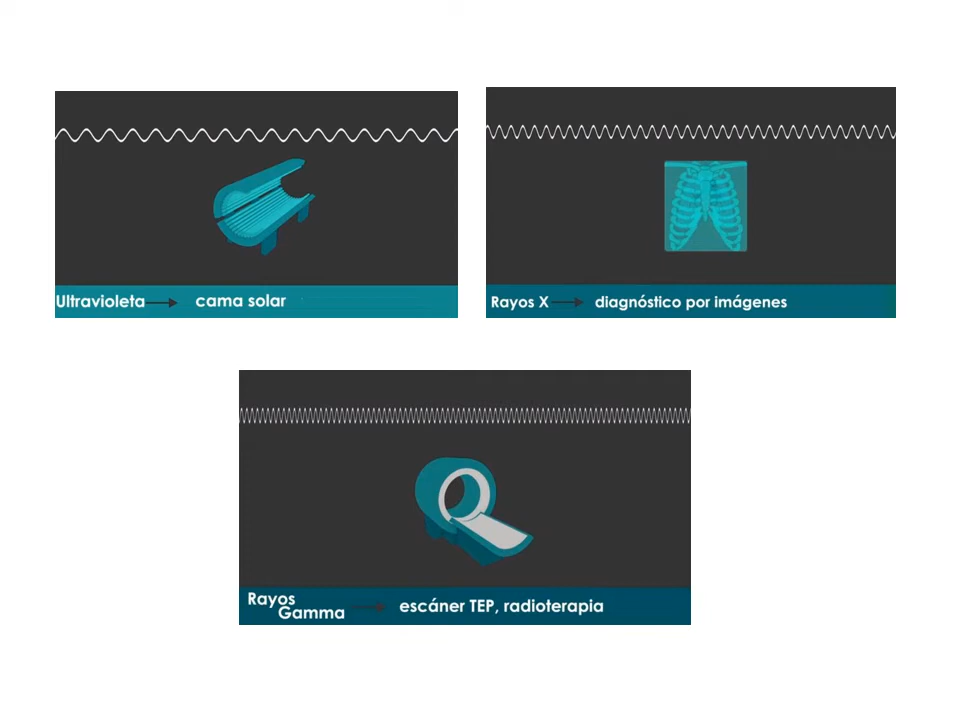 Ultravioleta cama solar
Rayos X diagnóstico por imágenes
Rayos
Gamma escáner TEP, radioterapia